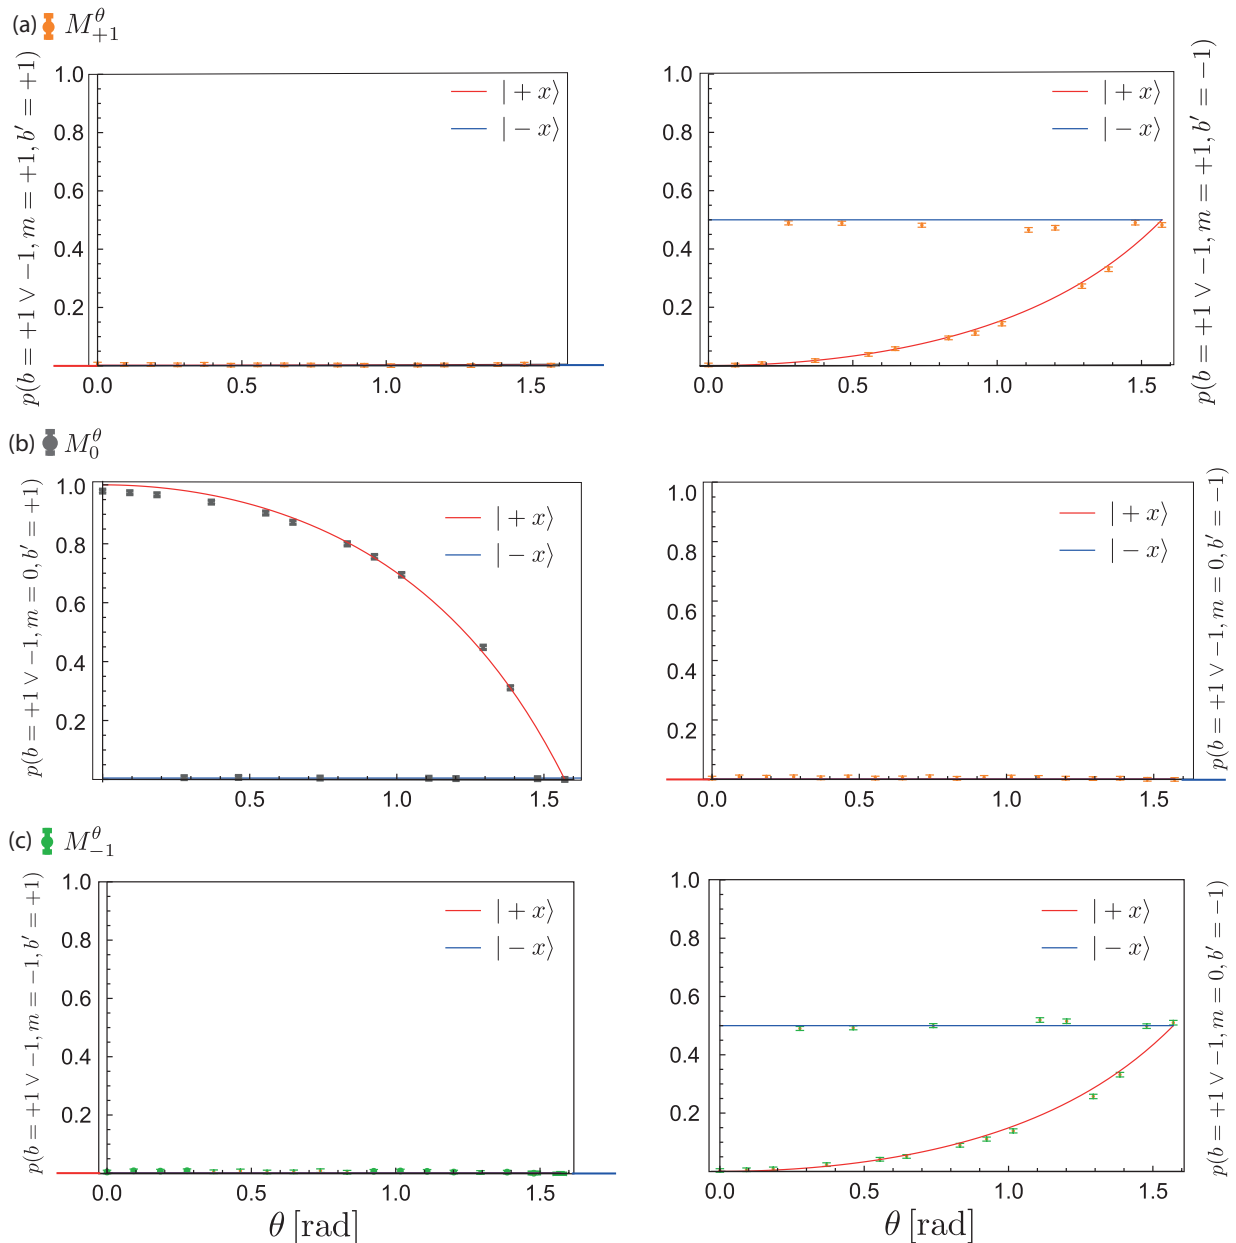 (a) M^θ_{+1}
p(b = +1 ∨ −1, m = +1, b′ = +1)
1.0
0.8
0.6
0.4
0.2
0.0 0.5 1.0 1.5
| + x⟩
| − x⟩
p(b = +1 ∨ −1, m = +1, b′ = −1)
1.0
0.8
0.6
0.4
0.2
0.0 0.5 1.0 1.5
| + x⟩
| − x⟩
(b) M^θ_0
p(b = +1 ∨ −1, m = 0, b′ = +1)
1.0
0.8
0.6
0.4
0.2
0.5 1.0 1.5
| + x⟩
| − x⟩
p(b = +1 ∨ −1, m = 0, b′ = −1)
1.0
0.8
0.6
0.4
0.2
0.0 0.5 1.0 1.5
| + x⟩
| − x⟩
(c) M^θ_{−1}
p(b = +1 ∨ −1, m = −1, b′ = +1)
1.0
0.8
0.6
0.4
0.2
0.0 0.5 1.0 1.5
| + x⟩
| − x⟩
θ [rad]
p(b = +1 ∨ −1, m = 0, b′ = −1)
1.0
0.8
0.6
0.4
0.2
0.0 0.5 1.0 1.5
| + x⟩
| − x⟩
θ [rad]